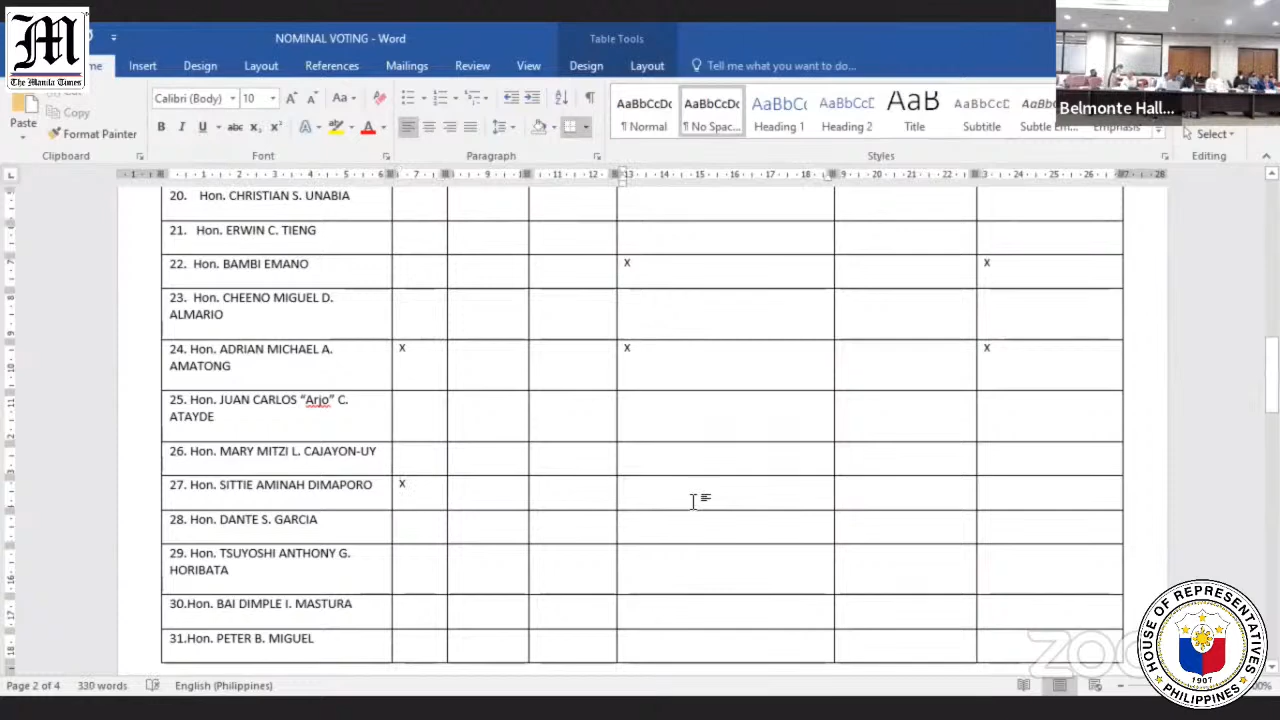 M
The Manila Times
NOMINAL VOTING - Word
Table Tools
Insert Design Layout References Mailings Review View Design Layout Tell me what you want to do...
Belmonte Hall...
Paste
Copy
Format Painter
Clipboard
Calibri (Body) 10
Font
Paragraph
AaBbCcDc AaBbCcDc AaBbC AaBbCcD AaB AaBbCcD
¶ Normal ¶ No Spac... Heading 1 Heading 2 Title Subtitle Subtle Em... Emphasis
Styles
Select
Editing
20. Hon. CHRISTIAN S. UNABIA
21. Hon. ERWIN C. TIENG
22. Hon. BAMBI EMANO X X
23. Hon. CHEENO MIGUEL D.
ALMARIO
24. Hon. ADRIAN MICHAEL A. X X X
AMATONG
25. Hon. JUAN CARLOS “Arjo” C.
ATAYDE
26. Hon. MARY MITZI L. CAJAYON-UY
27. Hon. SITTIE AMINAH DIMAPORO X
28. Hon. DANTE S. GARCIA
29. Hon. TSUYOSHI ANTHONY G.
HORIBATA
30.Hon. BAI DIMPLE I. MASTURA
31.Hon. PETER B. MIGUEL
Page 2 of 4 330 words English (Philippines)
HOUSE OF REPRESENTATIVES
1907
PHILIPPINES